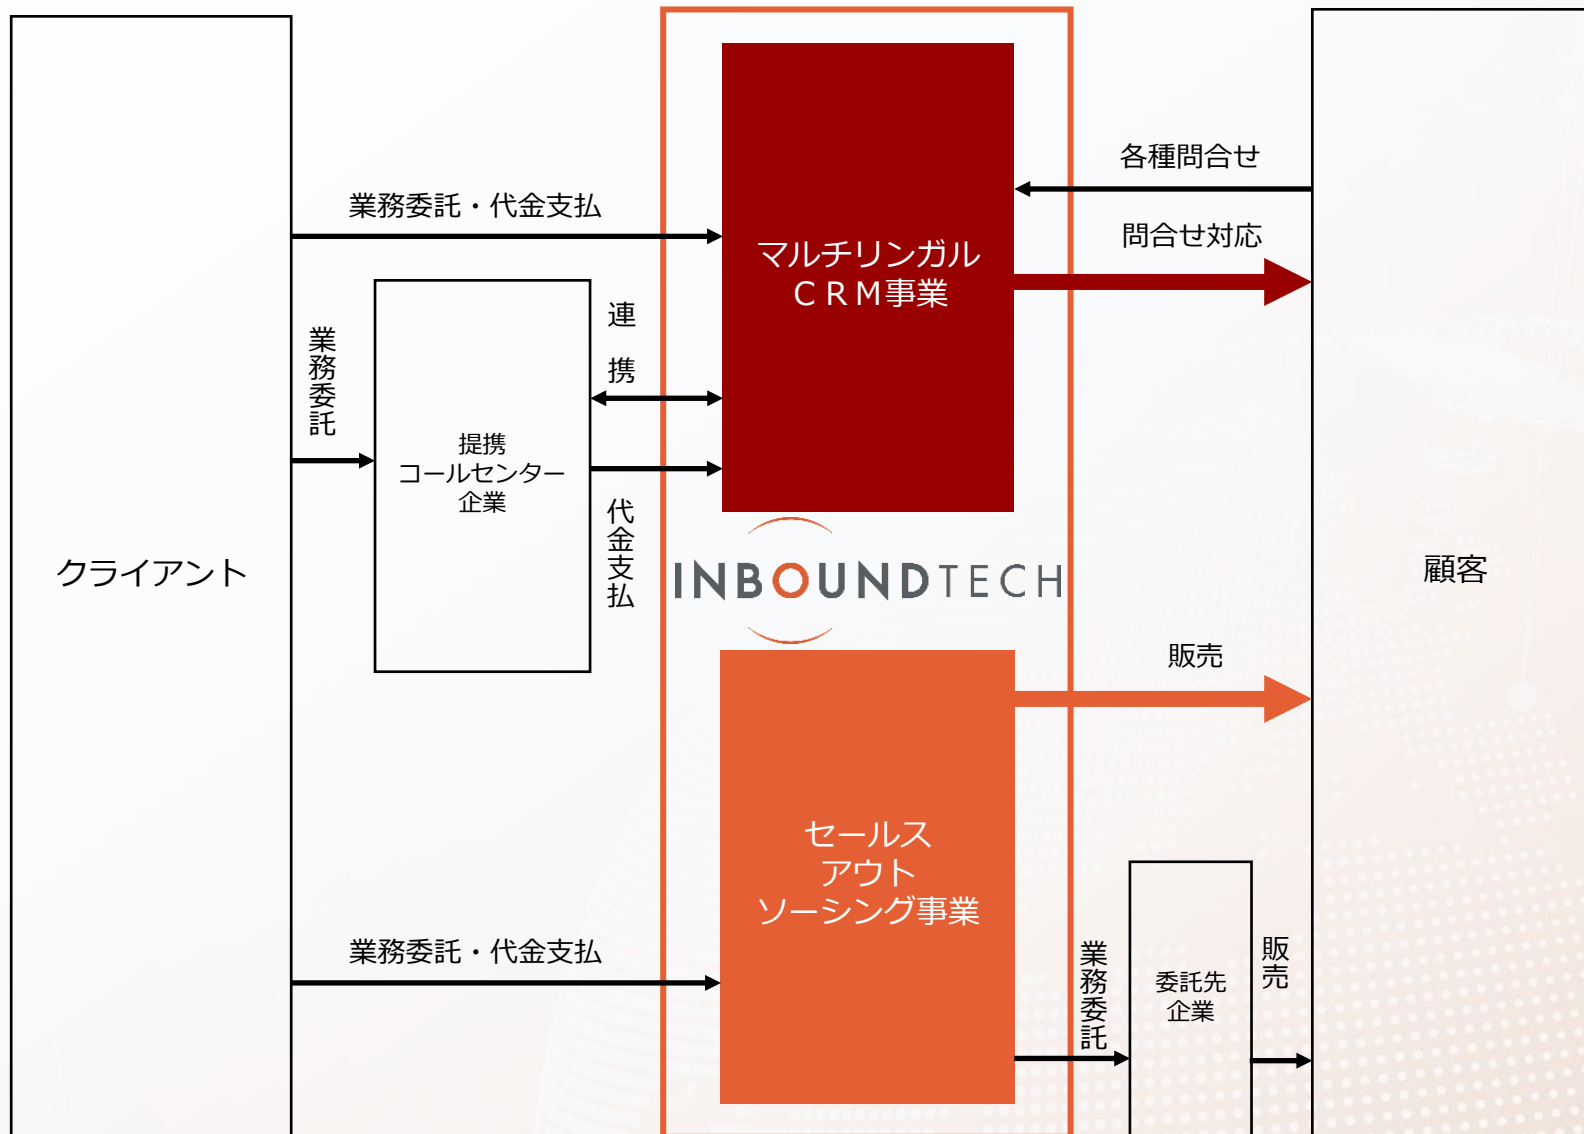 クライアント
業務委託・代金支払
業務委託
提携
コールセンター
企業
連携
代金支払
マルチリンガル
ＣＲＭ事業
INBOUNDTECH
セールス
アウト
ソーシング事業
業務委託・代金支払
各種問合せ
問合せ対応
販売
業務委託
委託先
企業
販売
顧客